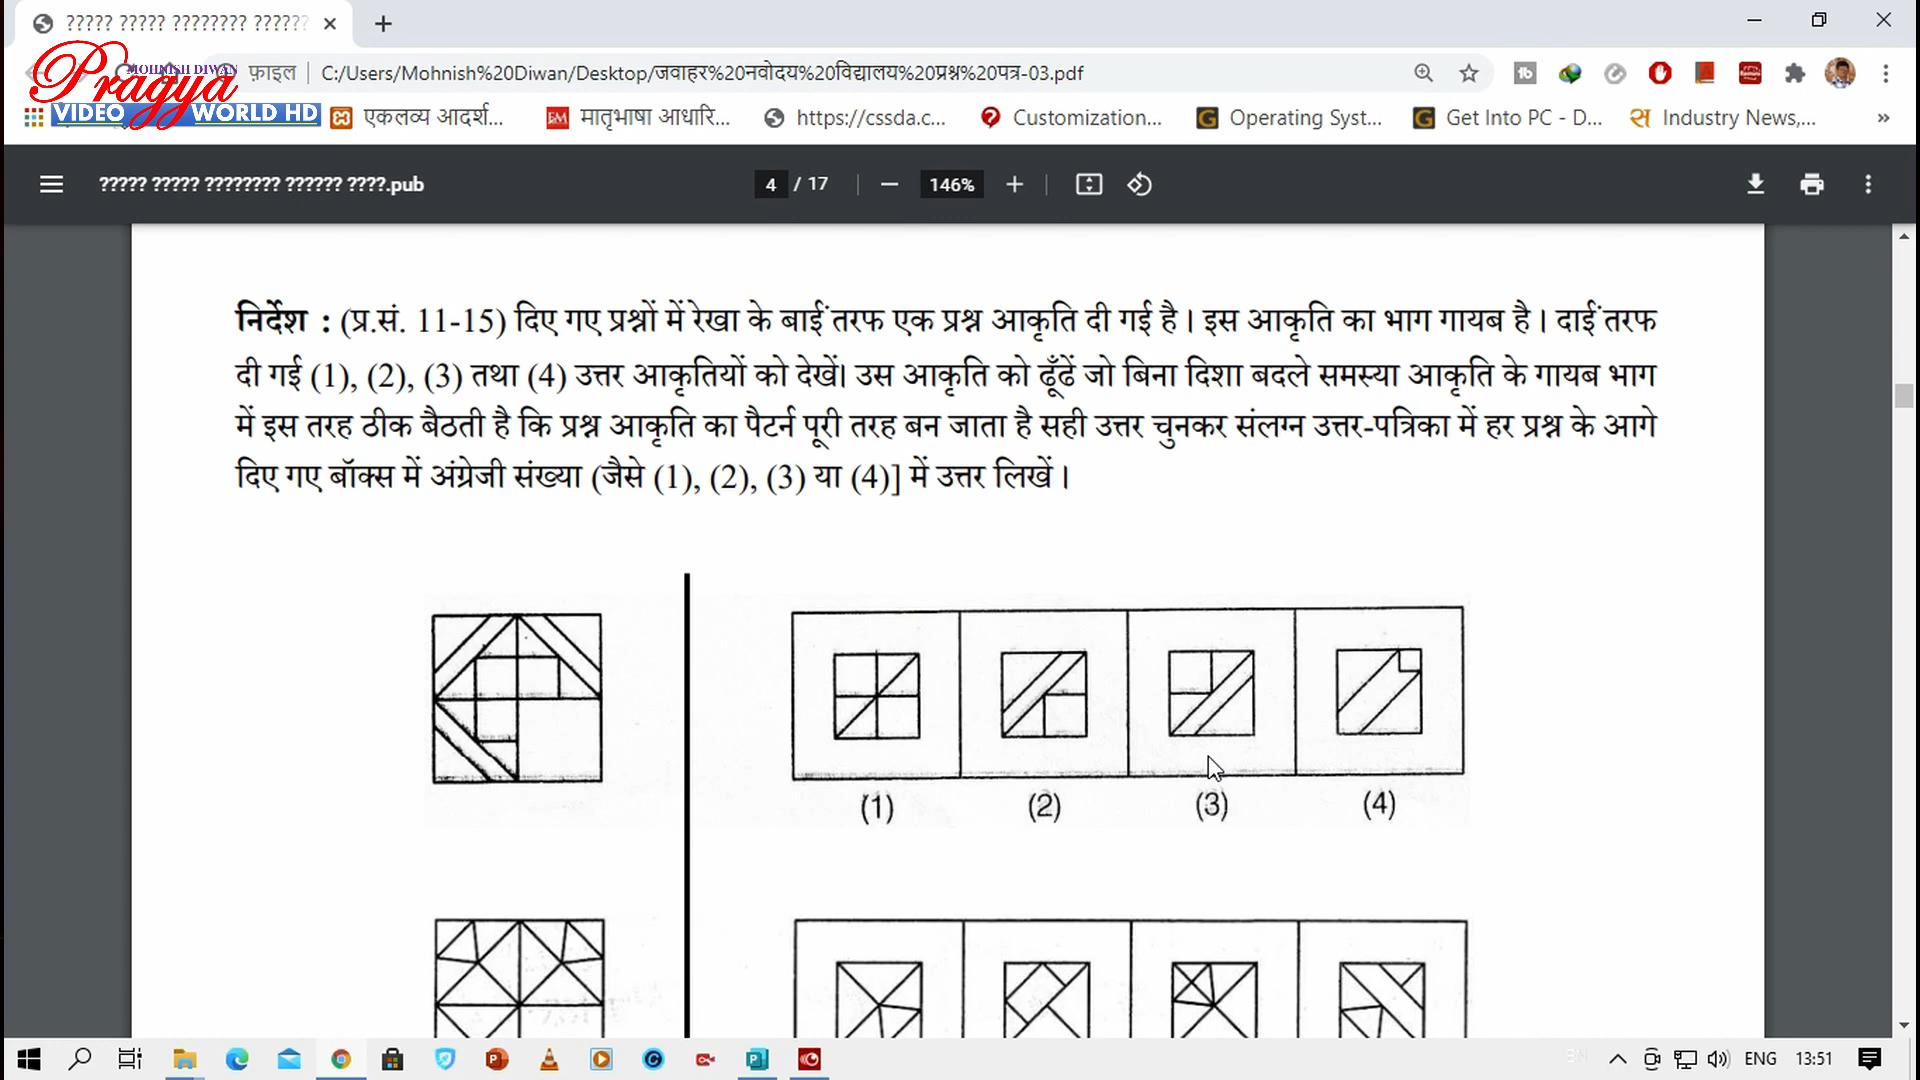 ????? ????? ???????? ??????
Pragya
MOHNISH DIWAN
VIDEO WORLD HD
फ़ाइल
C:/Users/Mohnish%20Diwan/Desktop/जवाहर%20नवोदय%20विद्यालय%20प्रश्न%20पत्र-03.pdf
एकलव्य आदर्श... मातृभाषा आधारि... https://cssda.c... Customization... Operating Syst... Get Into PC - D... Industry News,... »
????? ????? ???????? ?????? ????.pub
4 / 17
146%
निर्देश : (प्र.सं. 11-15) दिए गए प्रश्नों में रेखा के बाईं तरफ एक प्रश्न आकृति दी गई है। इस आकृति का भाग गायब है। दाईं तरफ
दी गई (1), (2), (3) तथा (4) उत्तर आकृतियों को देखें। उस आकृति को ढूँढें जो बिना दिशा बदले समस्या आकृति के गायब भाग
में इस तरह ठीक बैठती है कि प्रश्न आकृति का पैटर्न पूरी तरह बन जाता है सही उत्तर चुनकर संलग्न उत्तर-पत्रिका में हर प्रश्न के आगे
दिए गए बॉक्स में अंग्रेजी संख्या (जैसे (1), (2), (3) या (4)] में उत्तर लिखें।
(1) (2) (3) (4)
ENG 13:51